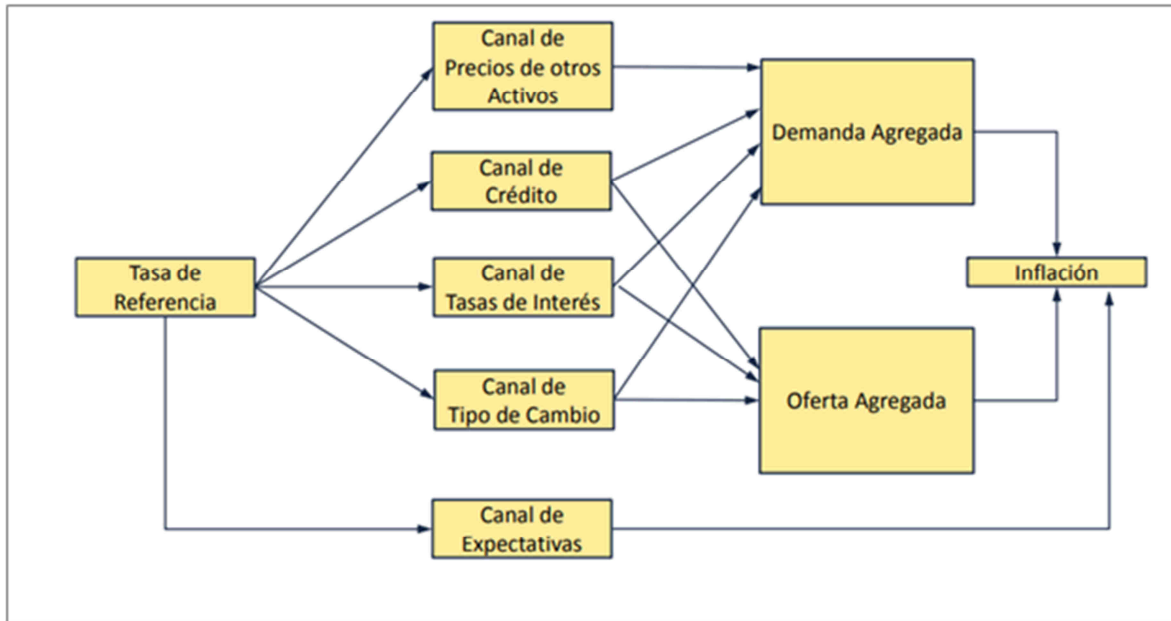 Canal de
Precios de otros
Activos
Canal de
Crédito
Tasa de
Referencia
Canal de
Tasas de Interés
Canal de
Tipo de Cambio
Canal de
Expectativas
Demanda Agregada
Oferta Agregada
Inflación